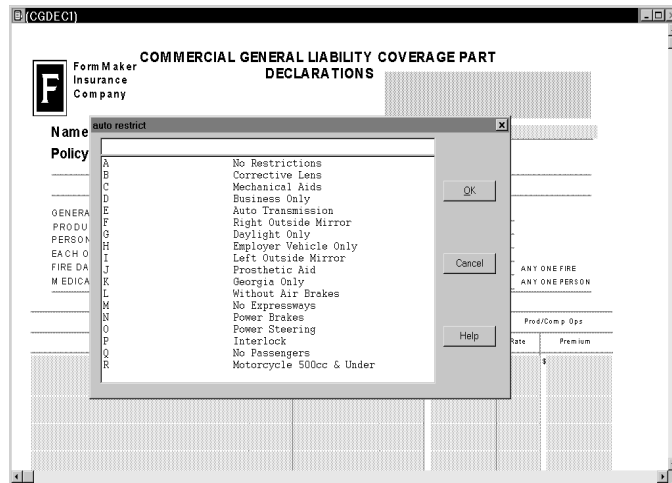 (CGDEC1)
COMMERCIAL GENERAL LIABILITY COVERAGE PART
DECLARATIONS
F
FormMaker
Insurance
Company
Name
Policy
auto restrict
A No Restrictions
B Corrective Lens
C Mechanical Aids
D Business Only
E Auto Transmission
F Right Outside Mirror
G Daylight Only
H Employer Vehicle Only
I Left Outside Mirror
J Prosthetic Aid
K Georgia Only
L Without Air Brakes
M No Expressways
N Power Brakes
O Power Steering
P Interlock
Q No Passengers
R Motorcycle 500cc & Under
OK
Cancel
Help
GENERA
PRODU
PERSON
EACH O
FIRE DA
MEDICA
ANY ONE FIRE
ANY ONE PERSON
Prod/Comp Ops
Rate Premium
$